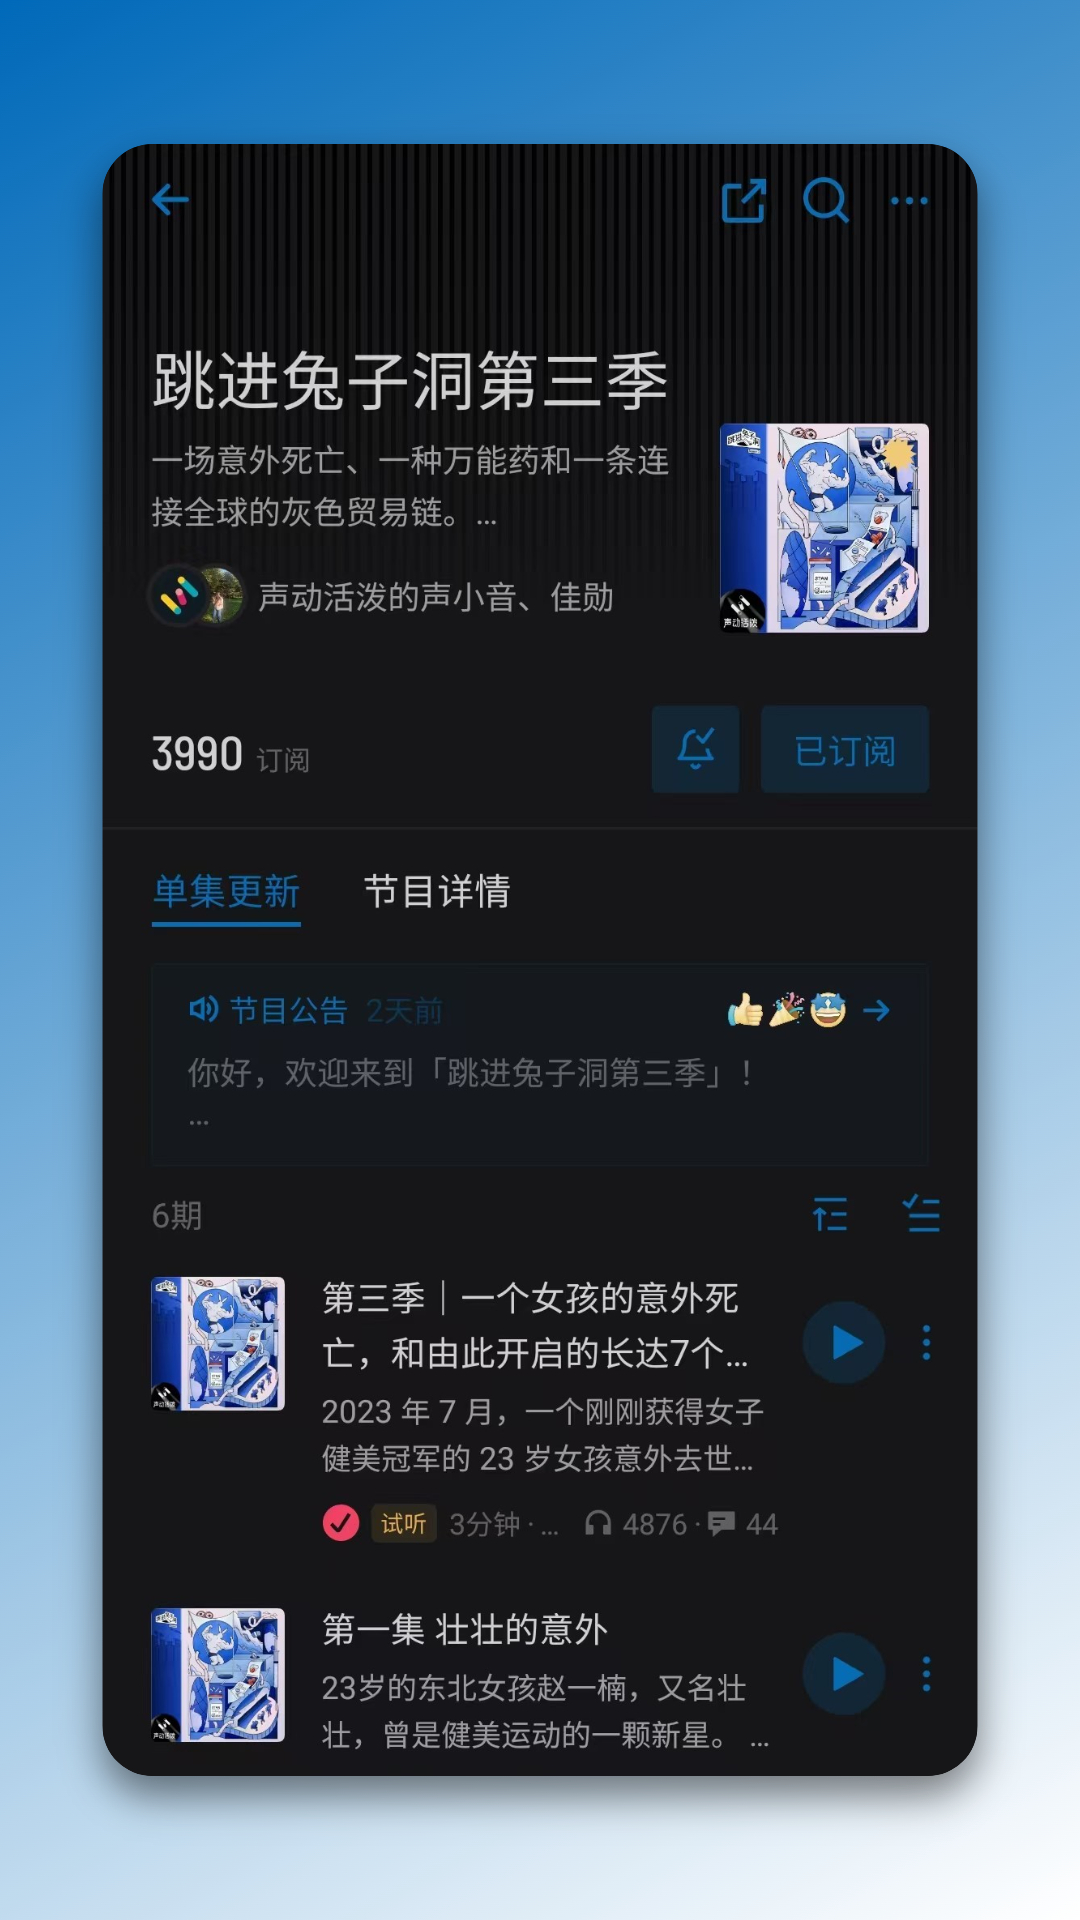 跳进兔子洞第三季
一场意外死亡、一种万能药和一条连
接全球的灰色贸易链。...
声动活泼的声小音、佳勋
声动活泼
3990 订阅
已订阅
单集更新
节目详情
节目公告 2天前
你好，欢迎来到「跳进兔子洞第三季」！
...
6期
第三季｜一个女孩的意外死
亡，和由此开启的长达7个...
2023 年 7 月，一个刚刚获得女子
健美冠军的 23 岁女孩意外去世...
试听 3分钟 · ... 4876 · 44
第一集 壮壮的意外
23岁的东北女孩赵一楠，又名壮
壮，曾是健美运动的一颗新星。 ...